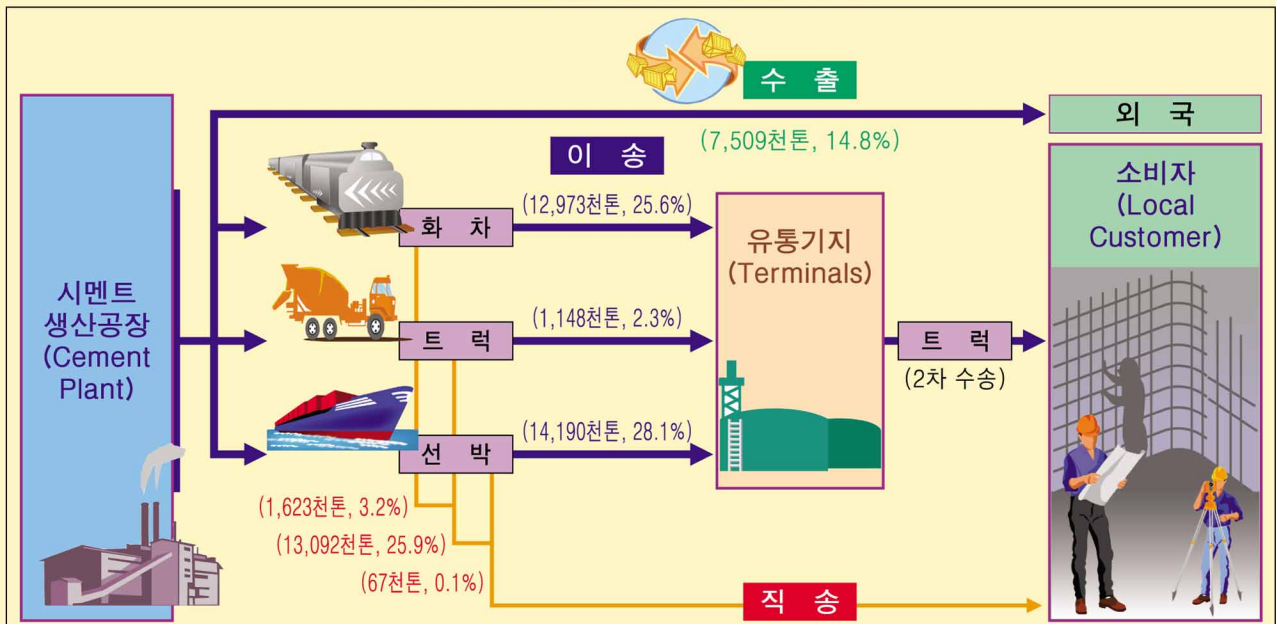 수 출
외 국
(7,509천톤, 14.8%)
이 송
소비자
(Local
Customer)
(12,973천톤, 25.6%)
화 차
유통기지
(Terminals)
시멘트
생산공장
(Cement
Plant)
(1,148천톤, 2.3%)
트 럭
트 럭
(2차 수송)
(14,190천톤, 28.1%)
선 박
(1,623천톤, 3.2%)
(13,092천톤, 25.9%)
(67천톤, 0.1%)
직 송